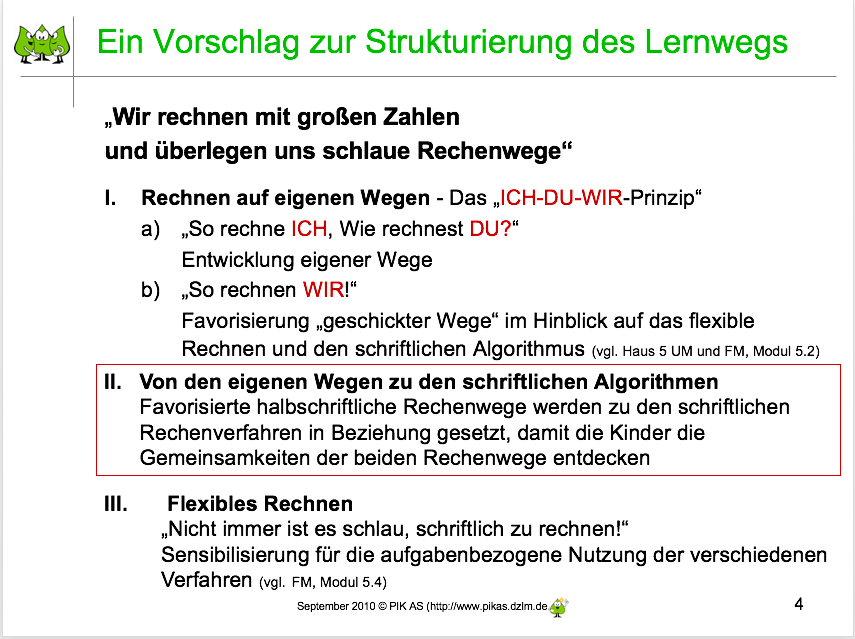 Ein Vorschlag zur Strukturierung des Lernwegs
„Wir rechnen mit großen Zahlen
und überlegen uns schlaue Rechenwege“
I. Rechnen auf eigenen Wegen - Das „ICH-DU-WIR-Prinzip“
a) „So rechne ICH, Wie rechnest DU?“
Entwicklung eigener Wege
b) „So rechnen WIR!“
Favorisierung „geschickter Wege“ im Hinblick auf das flexible
Rechnen und den schriftlichen Algorithmus (vgl. Haus 5 UM und FM, Modul 5.2)
II. Von den eigenen Wegen zu den schriftlichen Algorithmen
Favorisierte halbschriftliche Rechenwege werden zu den schriftlichen
Rechenverfahren in Beziehung gesetzt, damit die Kinder die
Gemeinsamkeiten der beiden Rechenwege entdecken
III. Flexibles Rechnen
„Nicht immer ist es schlau, schriftlich zu rechnen!“
Sensibilisierung für die aufgabenbezogene Nutzung der verschiedenen
Verfahren (vgl. FM, Modul 5.4)
September 2010 © PIK AS (http://www.pikas.dzlm.de
4